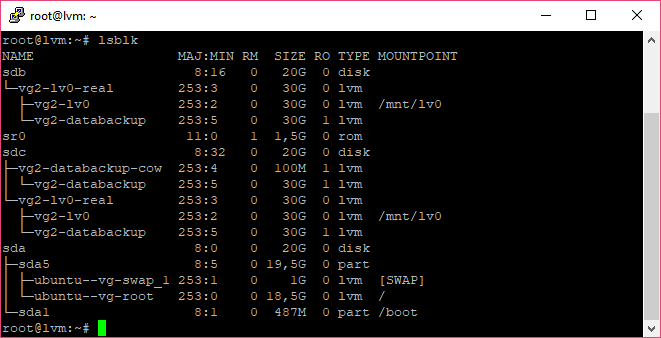 root@lvm: ~
root@lvm:~# lsblk
NAME                   MAJ:MIN RM   SIZE RO TYPE MOUNTPOINT
sdb                      8:16   0    20G  0 disk
└─vg2-lv0-real         253:3    0    30G  0 lvm
  ├─vg2-lv0            253:2    0    30G  0 lvm  /mnt/lv0
  └─vg2-databackup     253:5    0    30G  1 lvm
sr0                     11:0    1   1,5G  0 rom
sdc                      8:32   0    20G  0 disk
├─vg2-databackup-cow   253:4    0   100M  1 lvm
│ └─vg2-databackup     253:5    0    30G  1 lvm
└─vg2-lv0-real         253:3    0    30G  0 lvm
  ├─vg2-lv0            253:2    0    30G  0 lvm  /mnt/lv0
  └─vg2-databackup     253:5    0    30G  1 lvm
sda                      8:0    0    20G  0 disk
├─sda5                   8:5    0  19,5G  0 part
│ ├─ubuntu--vg-swap_1  253:1    0     1G  0 lvm  [SWAP]
│ └─ubuntu--vg-root    253:0    0  18,5G  0 lvm  /
└─sda1                   8:1    0   487M  0 part /boot
root@lvm:~#